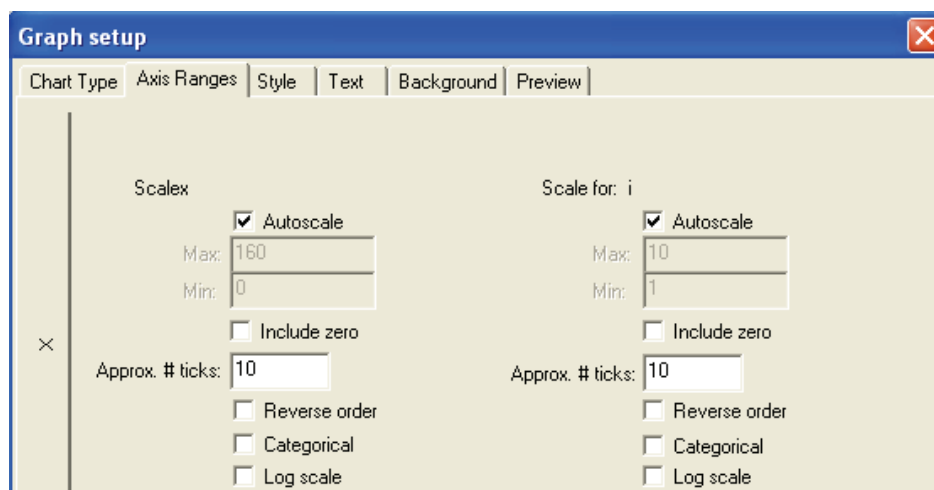 Graph setup
Chart Type Axis Ranges Style Text Background Preview
Scalex Scale for: i
Autoscale Autoscale
Max: 160 Max: 10
Min: 0 Min: 1
Include zero Include zero
X
Approx. # ticks: 10 Approx. # ticks: 10
Reverse order Reverse order
Categorical Categorical
Log scale Log scale